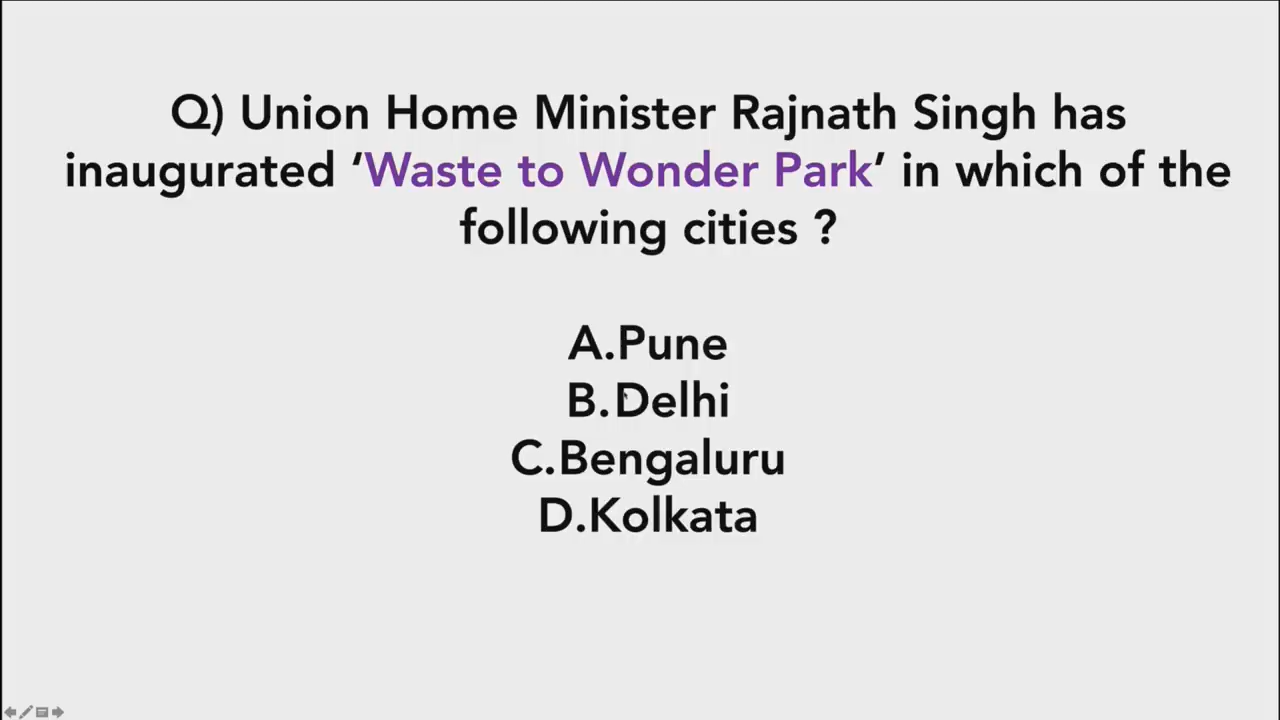 Q) Union Home Minister Rajnath Singh has
inaugurated ‘Waste to Wonder Park’ in which of the
following cities ?
A.Pune
B.Delhi
C.Bengaluru
D.Kolkata